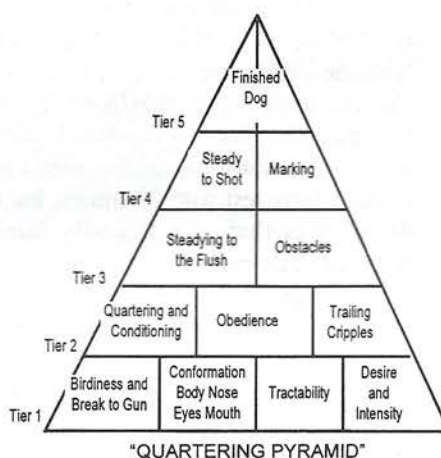 Finished
Dog
Tier 5
Steady
to Shot
Marking
Tier 4
Steadying to
the Flush
Obstacles
Tier 3
Quartering and
Conditioning
Obedience
Trailing
Cripples
Tier 2
Birdiness and
Break to Gun
Conformation
Body Nose
Eyes Mouth
Tractability
Desire
and
Intensity
Tier 1
"QUARTERING PYRAMID"